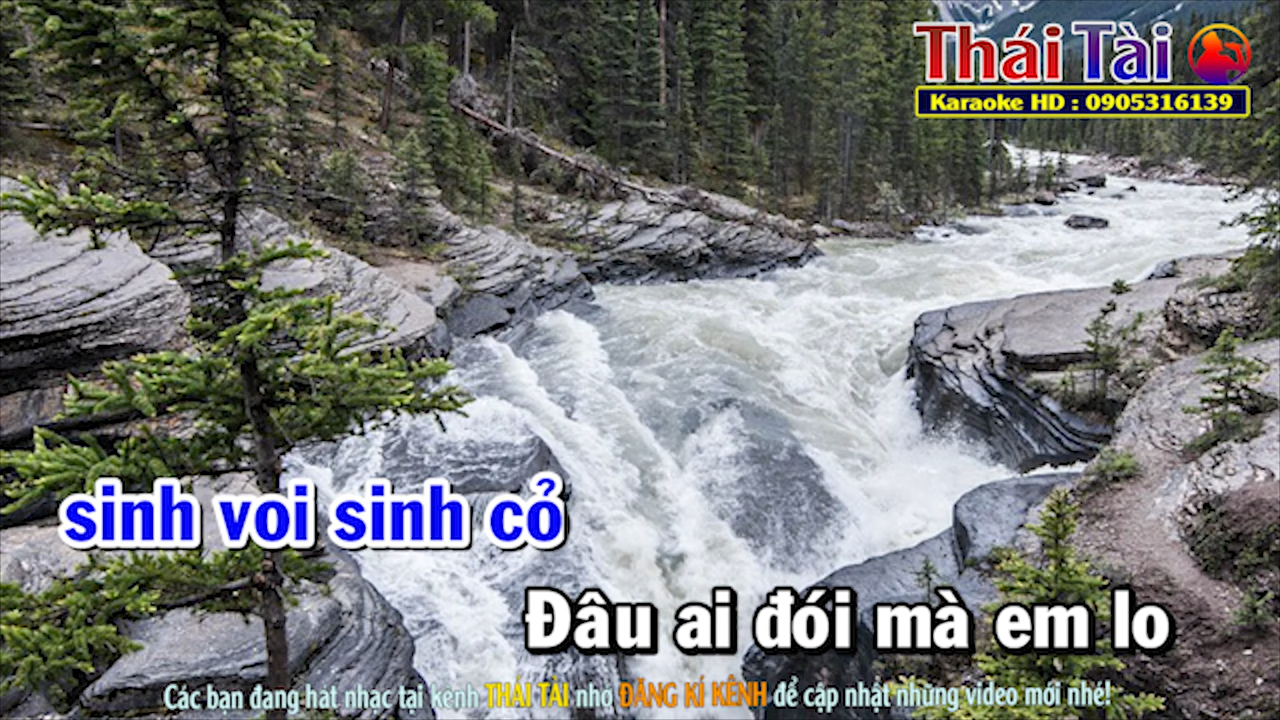 Thái Tài
Karaoke HD : 0905316139
sinh voi sinh cỏ
Đâu ai đói mà em lo
Các bạn đang hát nhạc tại kênh THÁI TÀI nhợ ĐĂNG KÍ KÊNH để cập nhật những video mới nhé!